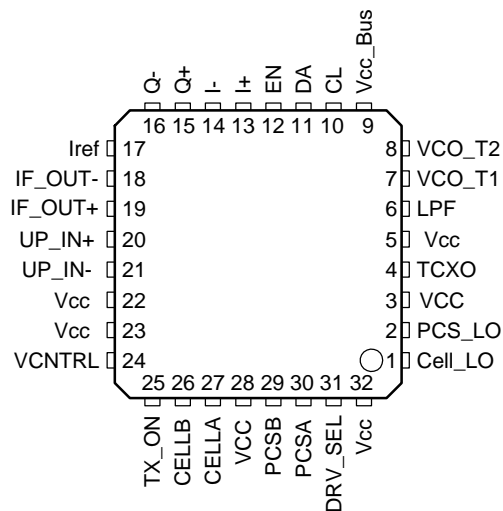 Q-
Q+
I-
I+
EN
DA
CL
Vcc_Bus
16 15 14 13 12 11 10 9
Iref 17
IF_OUT- 18
IF_OUT+ 19
UP_IN+ 20
UP_IN- 21
Vcc 22
Vcc 23
VCNTRL 24
8 VCO_T2
7 VCO_T1
6 LPF
5 Vcc
4 TCXO
3 VCC
2 PCS_LO
1 Cell_LO
25 26 27 28 29 30 31 32
TX_ON
CELLB
CELLA
VCC
PCSB
PCSA
DRV_SEL
Vcc